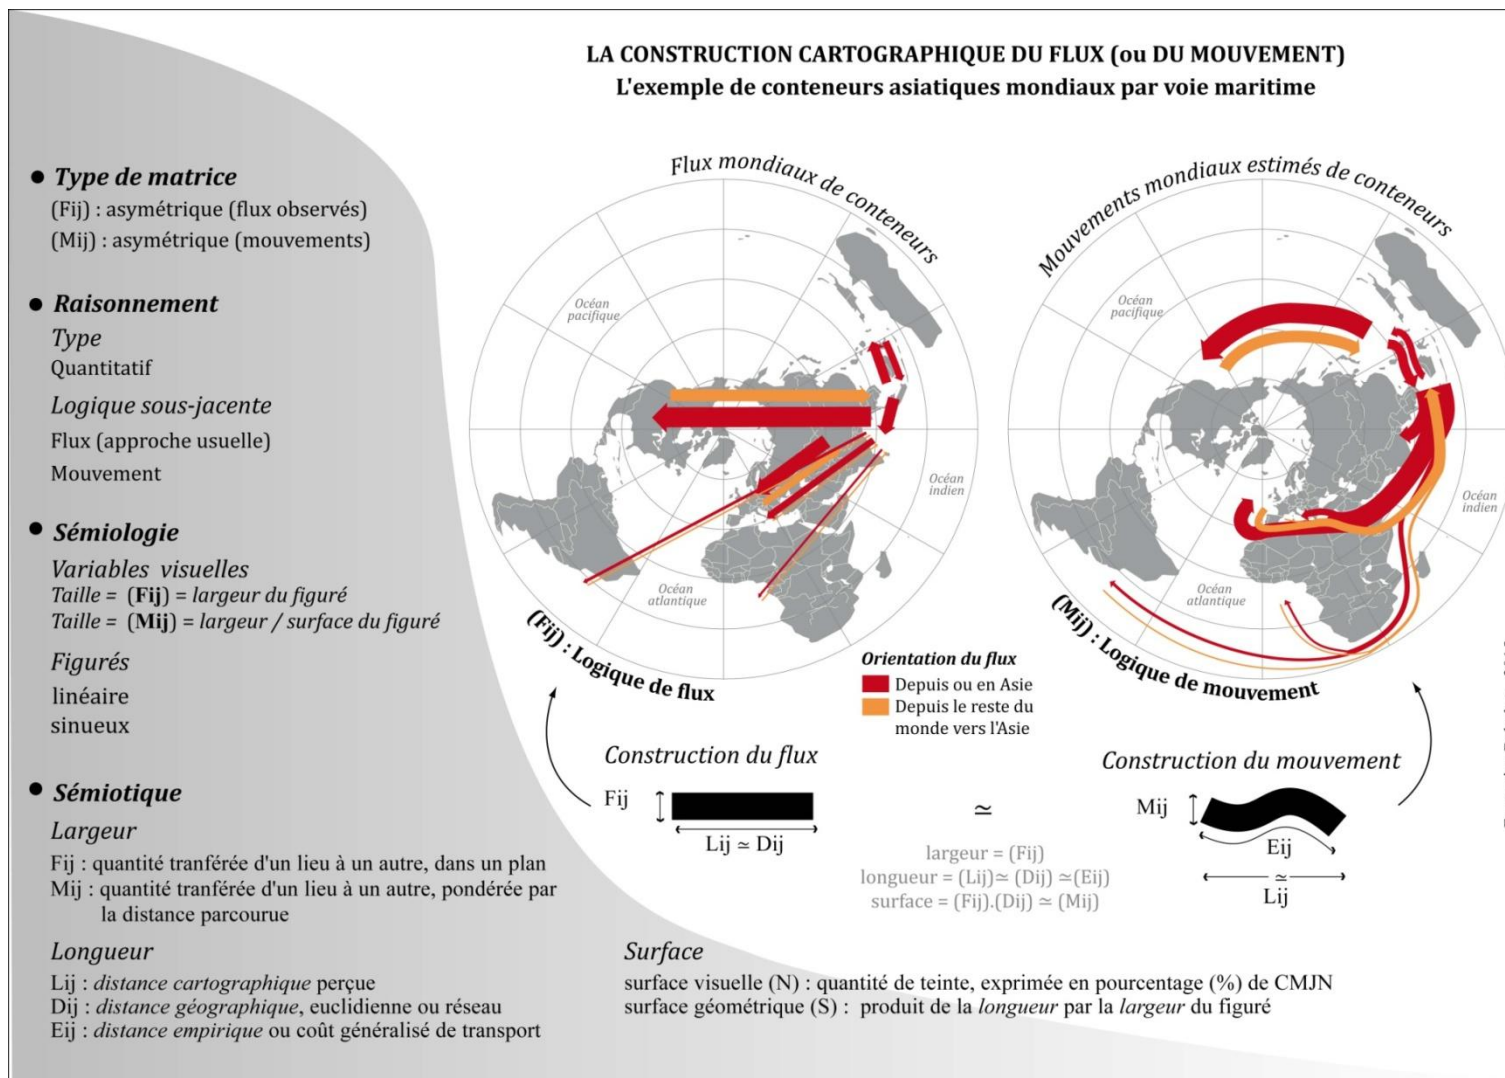 LA CONSTRUCTION CARTOGRAPHIQUE DU FLUX (ou DU MOUVEMENT)
L'exemple de conteneurs asiatiques mondiaux par voie maritime
● Type de matrice
(Fij) : asymétrique (flux observés)
(Mij) : asymétrique (mouvements)
● Raisonnement
Type
Quantitatif
Logique sous-jacente
Flux (approche usuelle)
Mouvement
● Sémiologie
Variables visuelles
Taille = (Fij) = largeur du figuré
Taille = (Mij) = largeur / surface du figuré
Figurés
linéaire
sinueux
● Sémiotique
Largeur
Fij : quantité tranférée d'un lieu à un autre, dans un plan
Mij : quantité tranférée d'un lieu à un autre, pondérée par
la distance parcourue
Longueur
Lij : distance cartographique perçue
Dij : distance géographique, euclidienne ou réseau
Eij : distance empirique ou coût généralisé de transport
Flux mondiaux de conteneurs
Océan
pacifique
Océan
indien
Océan
atlantique
(Fij) : Logique de flux
Mouvements mondiaux estimés de conteneurs
Océan
pacifique
Océan
indien
Océan
atlantique
(Mij) : Logique de mouvement
Orientation du flux
Depuis ou en Asie
Depuis le reste du
monde vers l'Asie
Construction du flux
Fij
Lij ≃ Dij
≃
largeur = (Fij)
longueur = (Lij)≃ (Dij) ≃(Eij)
surface = (Fij).(Dij) ≃ (Mij)
Construction du mouvement
Mij
Eij
≃
Lij
Surface
surface visuelle (N) : quantité de teinte, exprimée en pourcentage (%) de CMJN
surface géométrique (S) : produit de la longueur par la largeur du figuré